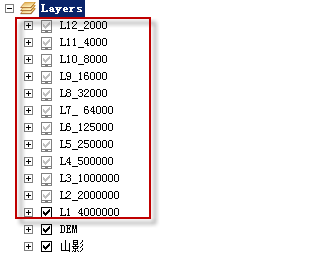 Layers
L12_2000
L11_4000
L10_8000
L9_16000
L8_32000
L7_ 64000
L6_125000
L5_250000
L4_500000
L3_1000000
L2_2000000
L1_4000000
DEM
山影